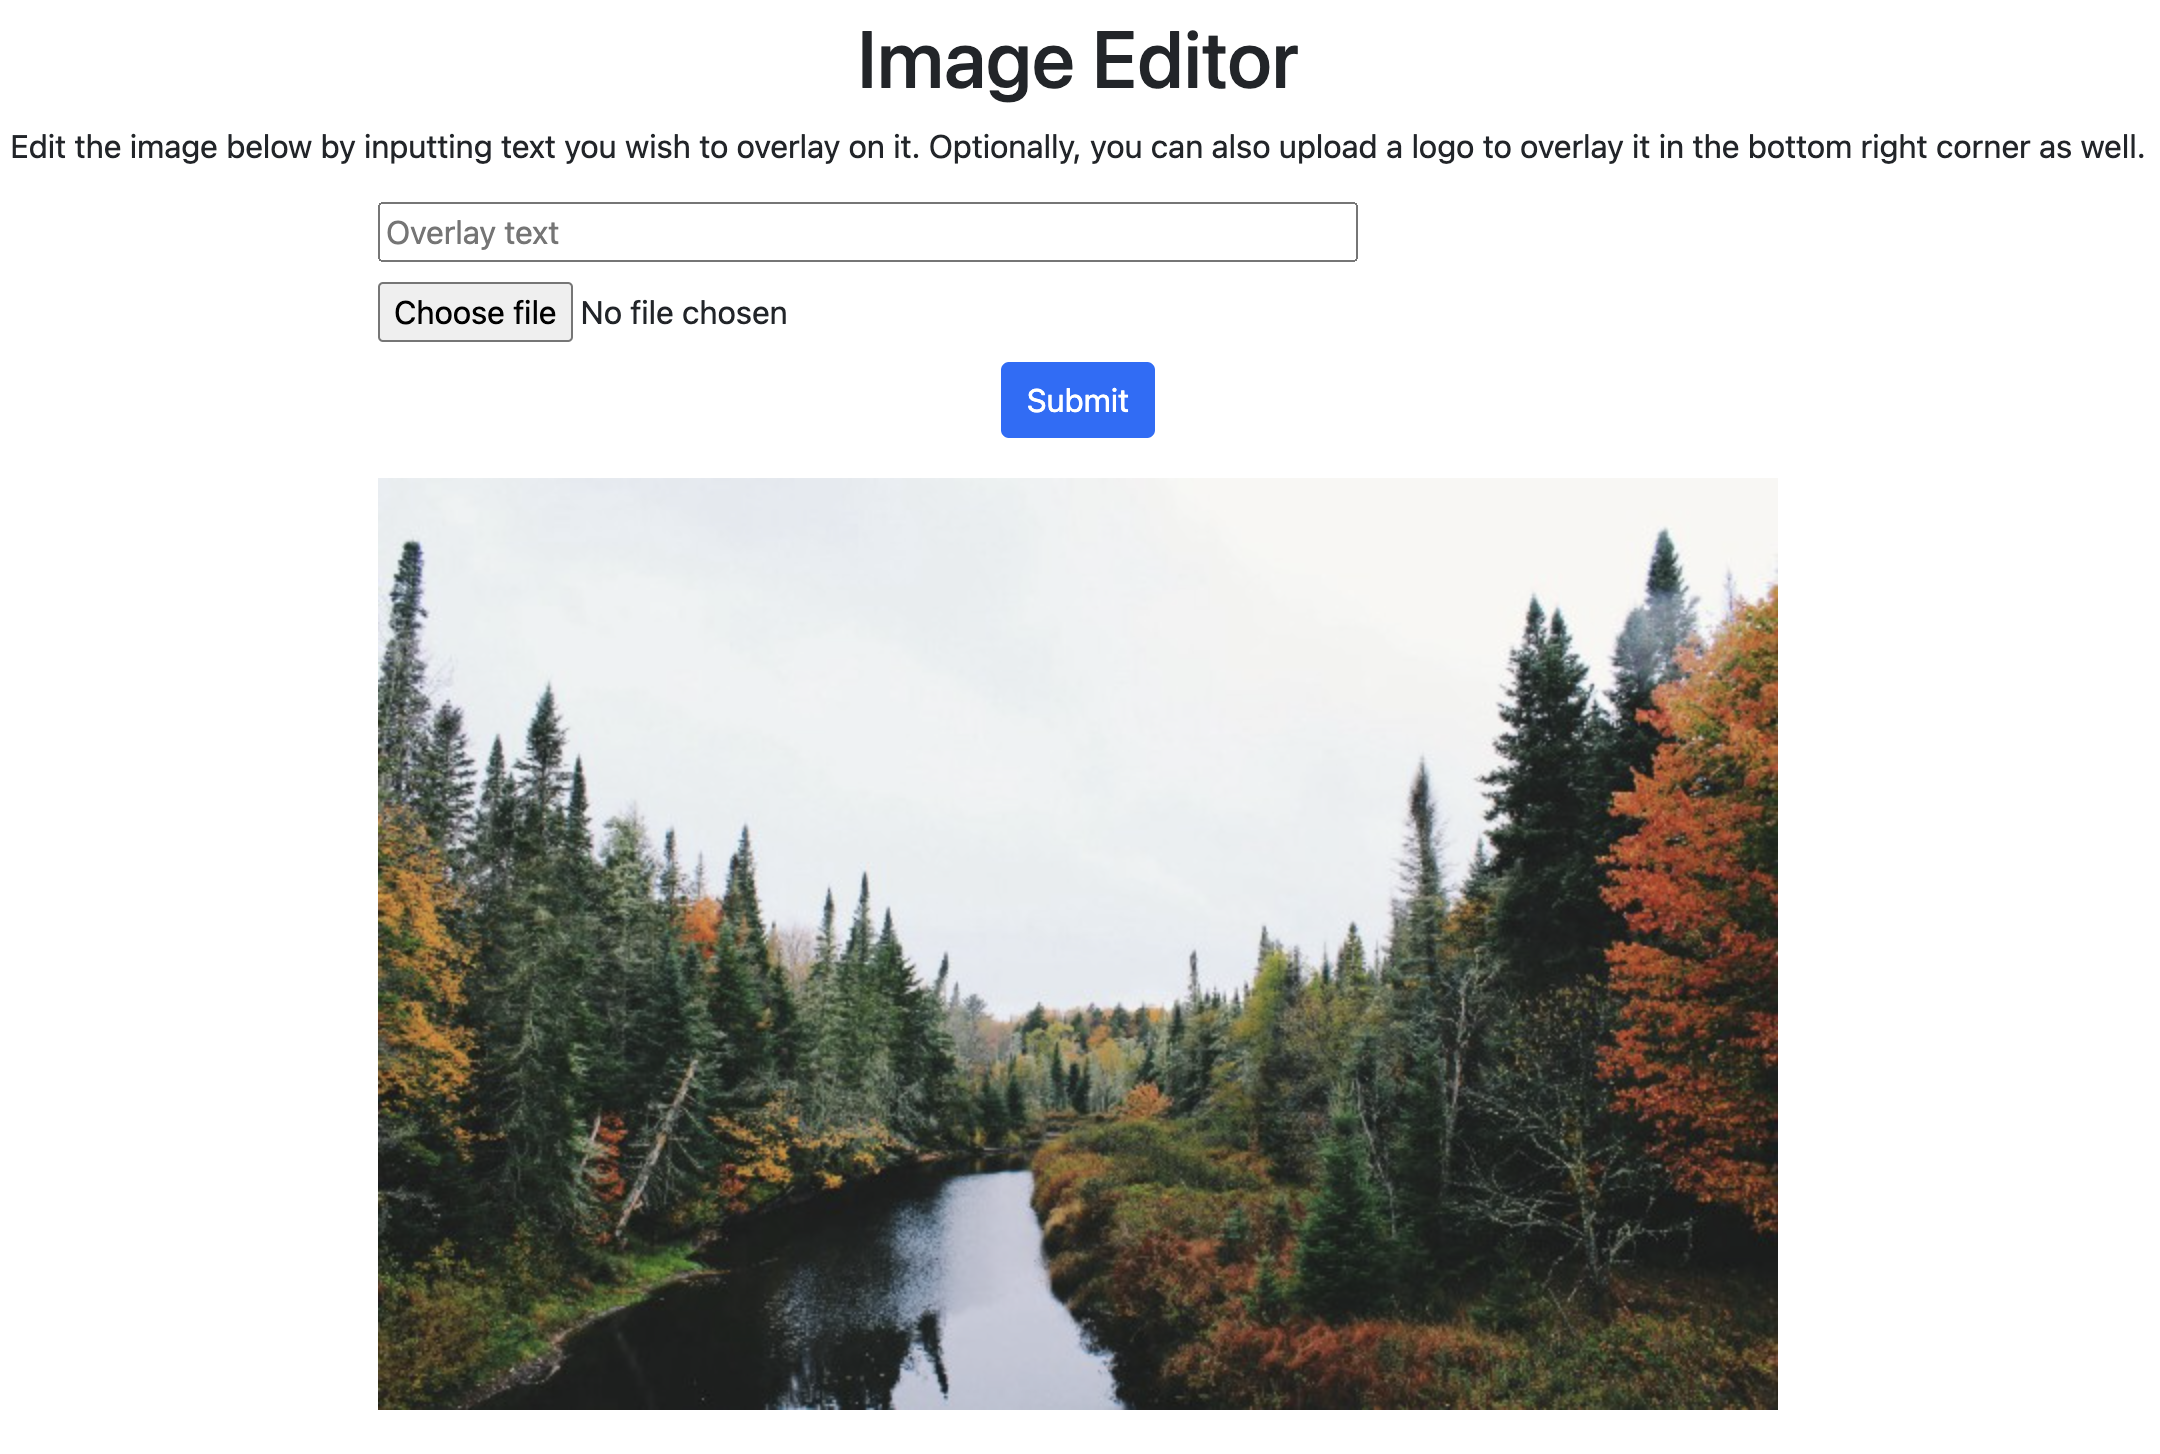 Image Editor
Edit the image below by inputting text you wish to overlay on it. Optionally, you can also upload a logo to overlay it in the bottom right corner as well.
Overlay text
Choose file No file chosen
Submit